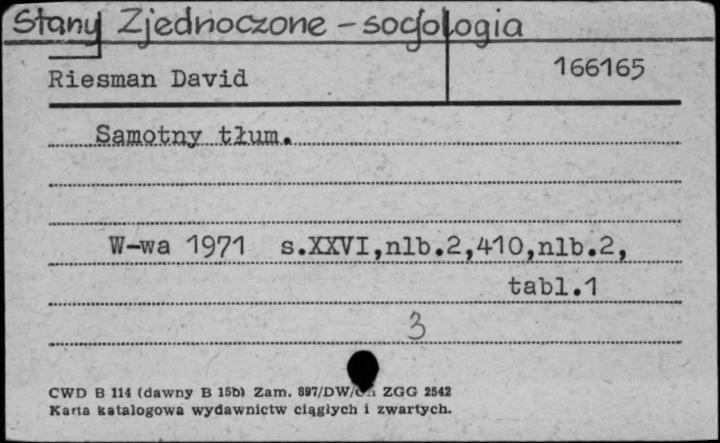 Stany Zjednoczone - socjologia
Riesman David 166165
Samotny tłum.
W-wa 1971 s.XXVI,nlb.2,410,nlb.2,
tabl.1
3
CWD B 114 (dawny B 15b) Zam. 897/DW/ ZGG 2542
Karta katalogowa wydawnictw ciągłych i zwartych.